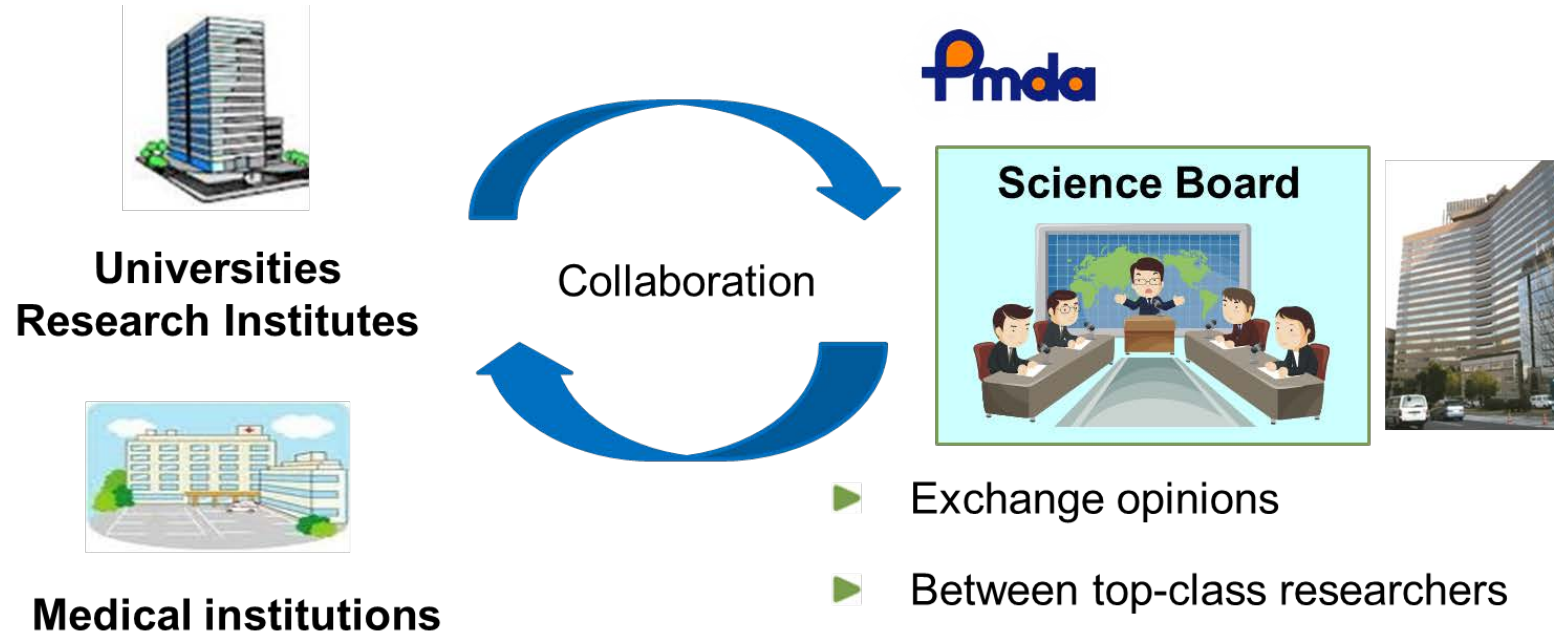 Pmda
Universities
Research Institutes
Medical institutions
Collaboration
Science Board
Exchange opinions
Between top-class researchers